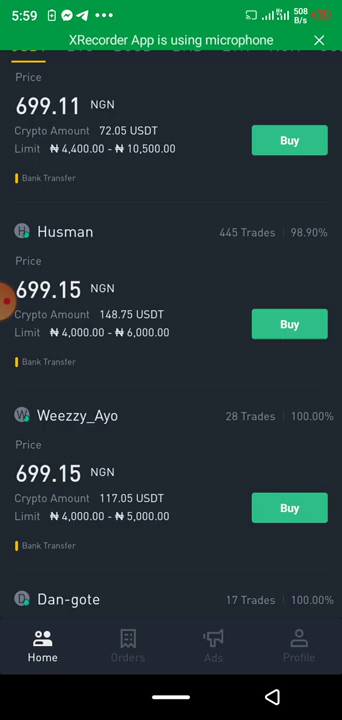 5:59
508
B/s
XRecorder App is using microphone
Price
699.11 NGN
Crypto Amount 72.05 USDT
Limit ₦ 4,400.00 - ₦ 10,500.00
Buy
Bank Transfer
H Husman 445 Trades 98.90%
Price
699.15 NGN
Crypto Amount 148.75 USDT
Limit ₦ 4,000.00 - ₦ 6,000.00
Buy
Bank Transfer
W Weezzy_Ayo 28 Trades 100.00%
Price
699.15 NGN
Crypto Amount 117.05 USDT
Limit ₦ 4,000.00 - ₦ 5,000.00
Buy
Bank Transfer
D Dan-gote 17 Trades 100.00%
Home Orders Ads Profile